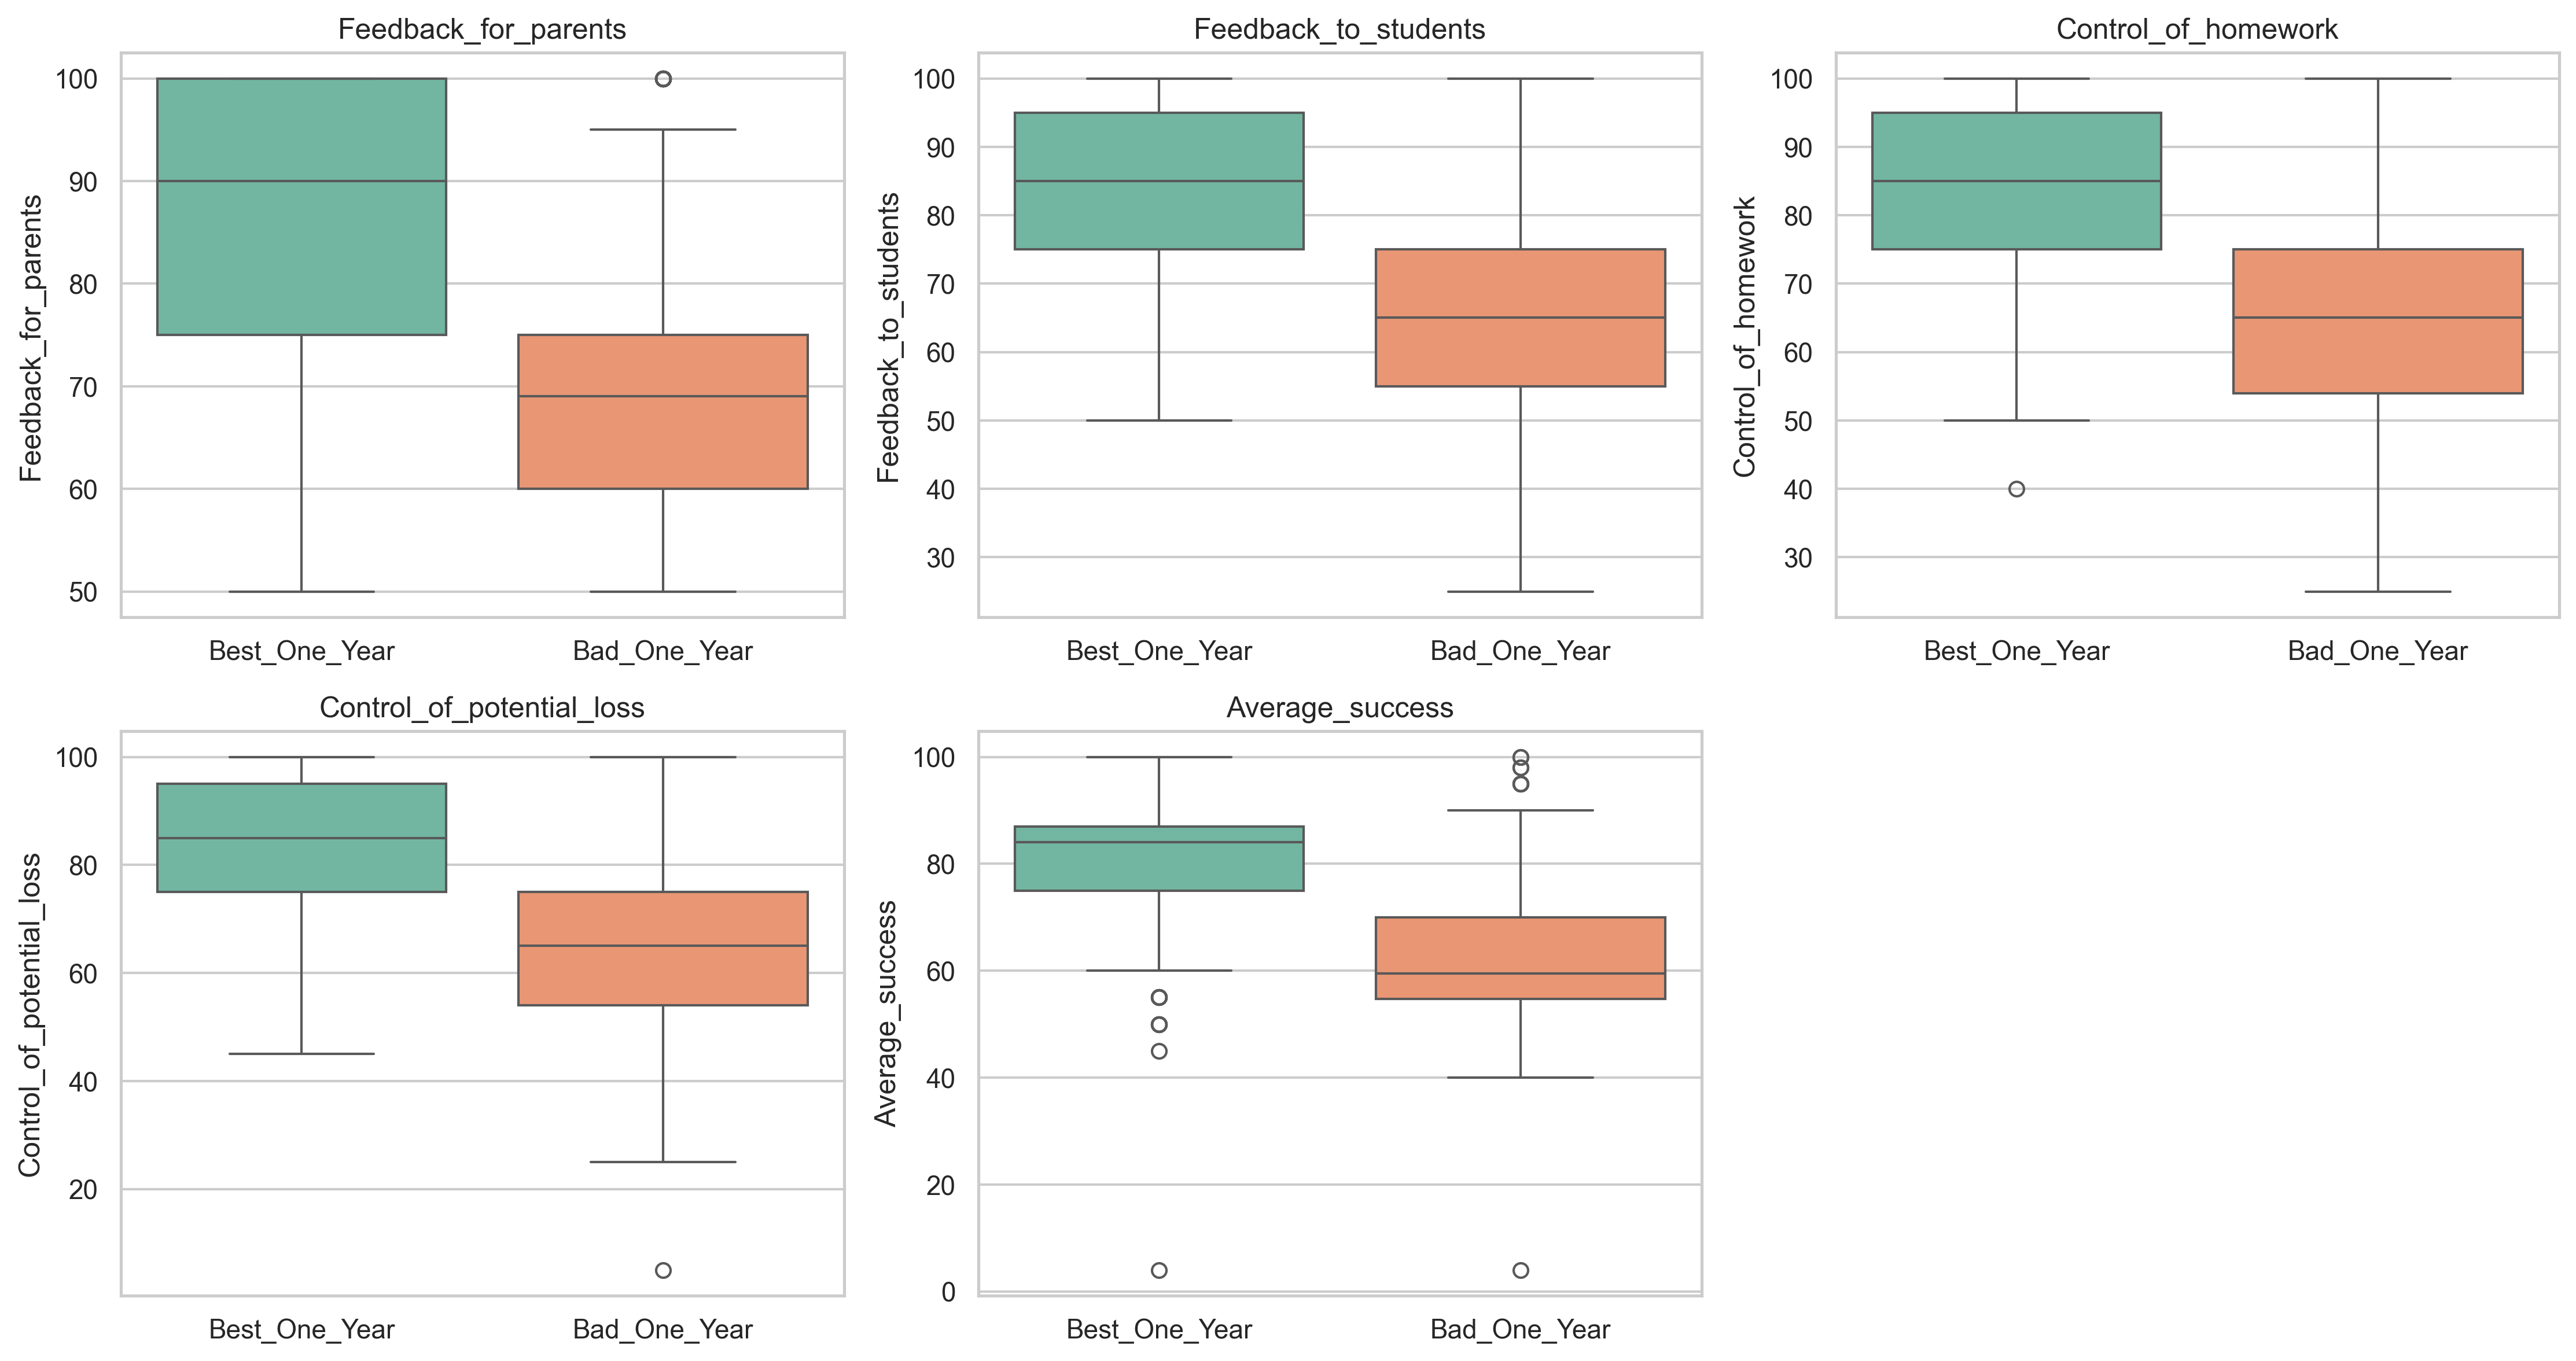 Feedback_for_parents
Feedback_for_parents
100
90
80
70
60
50
Best_One_Year
Bad_One_Year
Feedback_to_students
Feedback_to_students
100
90
80
70
60
50
40
30
Best_One_Year
Bad_One_Year
Control_of_homework
Control_of_homework
100
90
80
70
60
50
40
30
Best_One_Year
Bad_One_Year
Control_of_potential_loss
Control_of_potential_loss
100
80
60
40
20
Best_One_Year
Bad_One_Year
Average_success
Average_success
100
80
60
40
20
0
Best_One_Year
Bad_One_Year